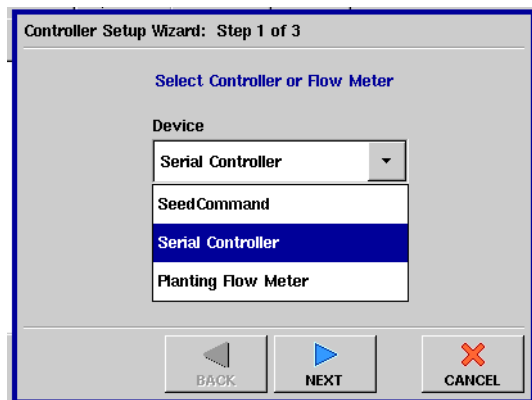 Controller Setup Wizard: Step 1 of 3
Select Controller or Flow Meter
Device
Serial Controller
SeedCommand
Serial Controller
Planting Flow Meter
BACK
NEXT
CANCEL